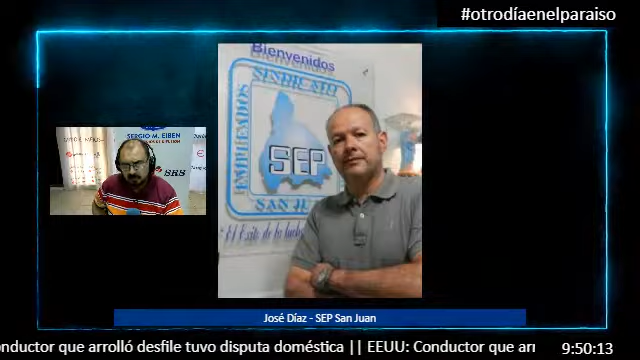 #otrodíaenelparaiso
Bienvenidos
SINDICATO
EMPLEADOS
SEP
SAN JUAN
"El Éxito de la lucha
SERGIO M. EIBEN
SRS
José Díaz - SEP San Juan
onductor que arrolló desfile tuvo disputa doméstica || EEUU: Conductor que arr
9:50:13